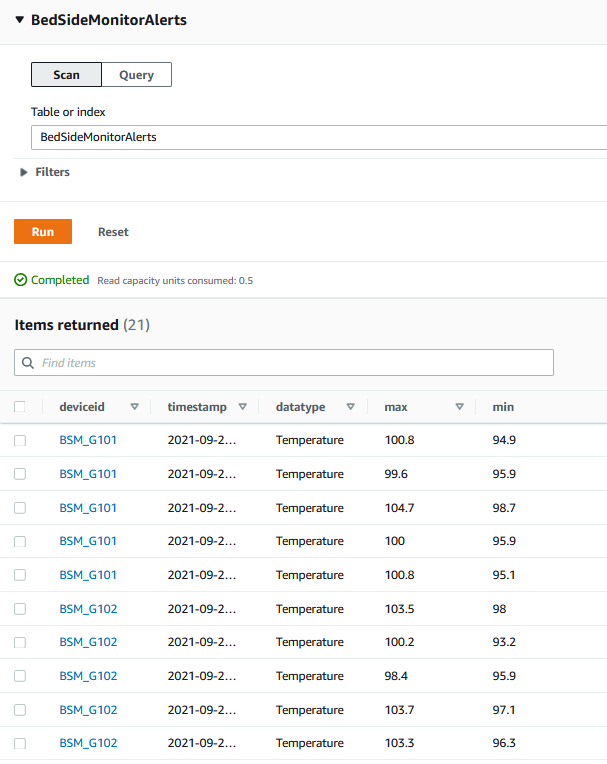 BedSideMonitorAlerts
Scan Query
Table or index
BedSideMonitorAlerts
Filters
Run Reset
Completed Read capacity units consumed: 0.5
Items returned (21)
Find items
deviceid timestamp datatype max min
BSM_G101 2021-09-2... Temperature 100.8 94.9
BSM_G101 2021-09-2... Temperature 99.6 95.9
BSM_G101 2021-09-2... Temperature 104.7 98.7
BSM_G101 2021-09-2... Temperature 100 95.9
BSM_G101 2021-09-2... Temperature 100.8 95.1
BSM_G102 2021-09-2... Temperature 103.5 98
BSM_G102 2021-09-2... Temperature 100.2 93.2
BSM_G102 2021-09-2... Temperature 98.4 95.9
BSM_G102 2021-09-2... Temperature 103.7 97.1
BSM_G102 2021-09-2... Temperature 103.3 96.3